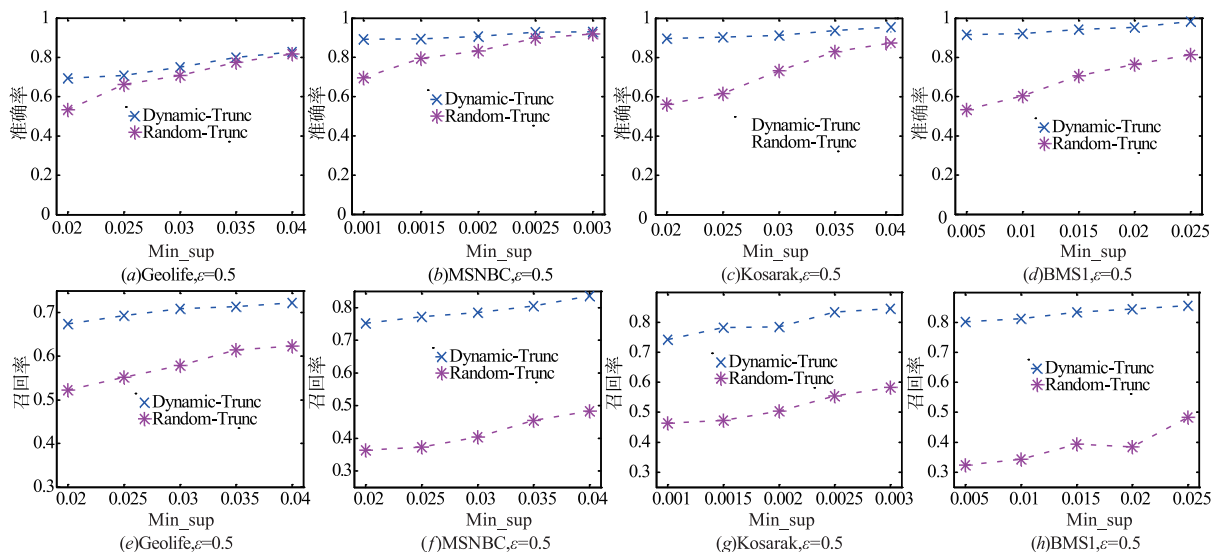 1
0.8
0.6
0.4
0.2
0
准确率
Dynamic-Trunc
Random-Trunc
0.02 0.025 0.03 0.035 0.04
Min_sup
(a)Geolife,ε=0.5
1
0.8
0.6
0.4
0.2
0
准确率
Dynamic-Trunc
Random-Trunc
0.001 0.0015 0.002 0.0025 0.003
Min_sup
(b)MSNBC,ε=0.5
1
0.8
0.6
0.4
0.2
0
准确率
Dynamic-Trunc
Random-Trunc
0.02 0.025 0.03 0.035 0.04
Min_sup
(c)Kosarak,ε=0.5
1
0.8
0.6
0.4
0.2
0
准确率
Dynamic-Trunc
Random-Trunc
0.005 0.01 0.015 0.02 0.025
Min_sup
(d)BMS1,ε=0.5
0.7
0.6
0.5
0.4
0.3
召回率
Dynamic-Trunc
Random-Trunc
0.02 0.025 0.03 0.035 0.04
Min_sup
(e)Geolife,ε=0.5
0.8
0.7
0.6
0.5
0.4
0.3
召回率
Dynamic-Trunc
Random-Trunc
0.02 0.025 0.03 0.035 0.04
Min_sup
(f)MSNBC,ε=0.5
0.9
0.8
0.7
0.6
0.5
0.4
0.3
召回率
Dynamic-Trunc
Random-Trunc
0.001 0.0015 0.002 0.0025 0.003
Min_sup
(g)Kosarak,ε=0.5
0.8
0.7
0.6
0.5
0.4
0.3
召回率
Dynamic-Trunc
Random-Trunc
0.005 0.01 0.015 0.02 0.025
Min_sup
(h)BMS1,ε=0.5